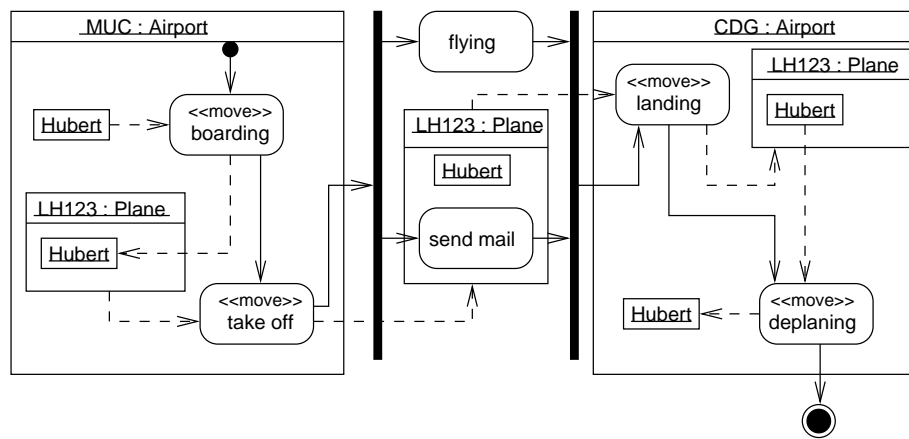 MUC : Airport
Hubert
<<move>>
boarding
LH123 : Plane
Hubert
<<move>>
take off
flying
LH123 : Plane
Hubert
send mail
CDG : Airport
<<move>>
landing
LH123 : Plane
Hubert
Hubert
<<move>>
deplaning